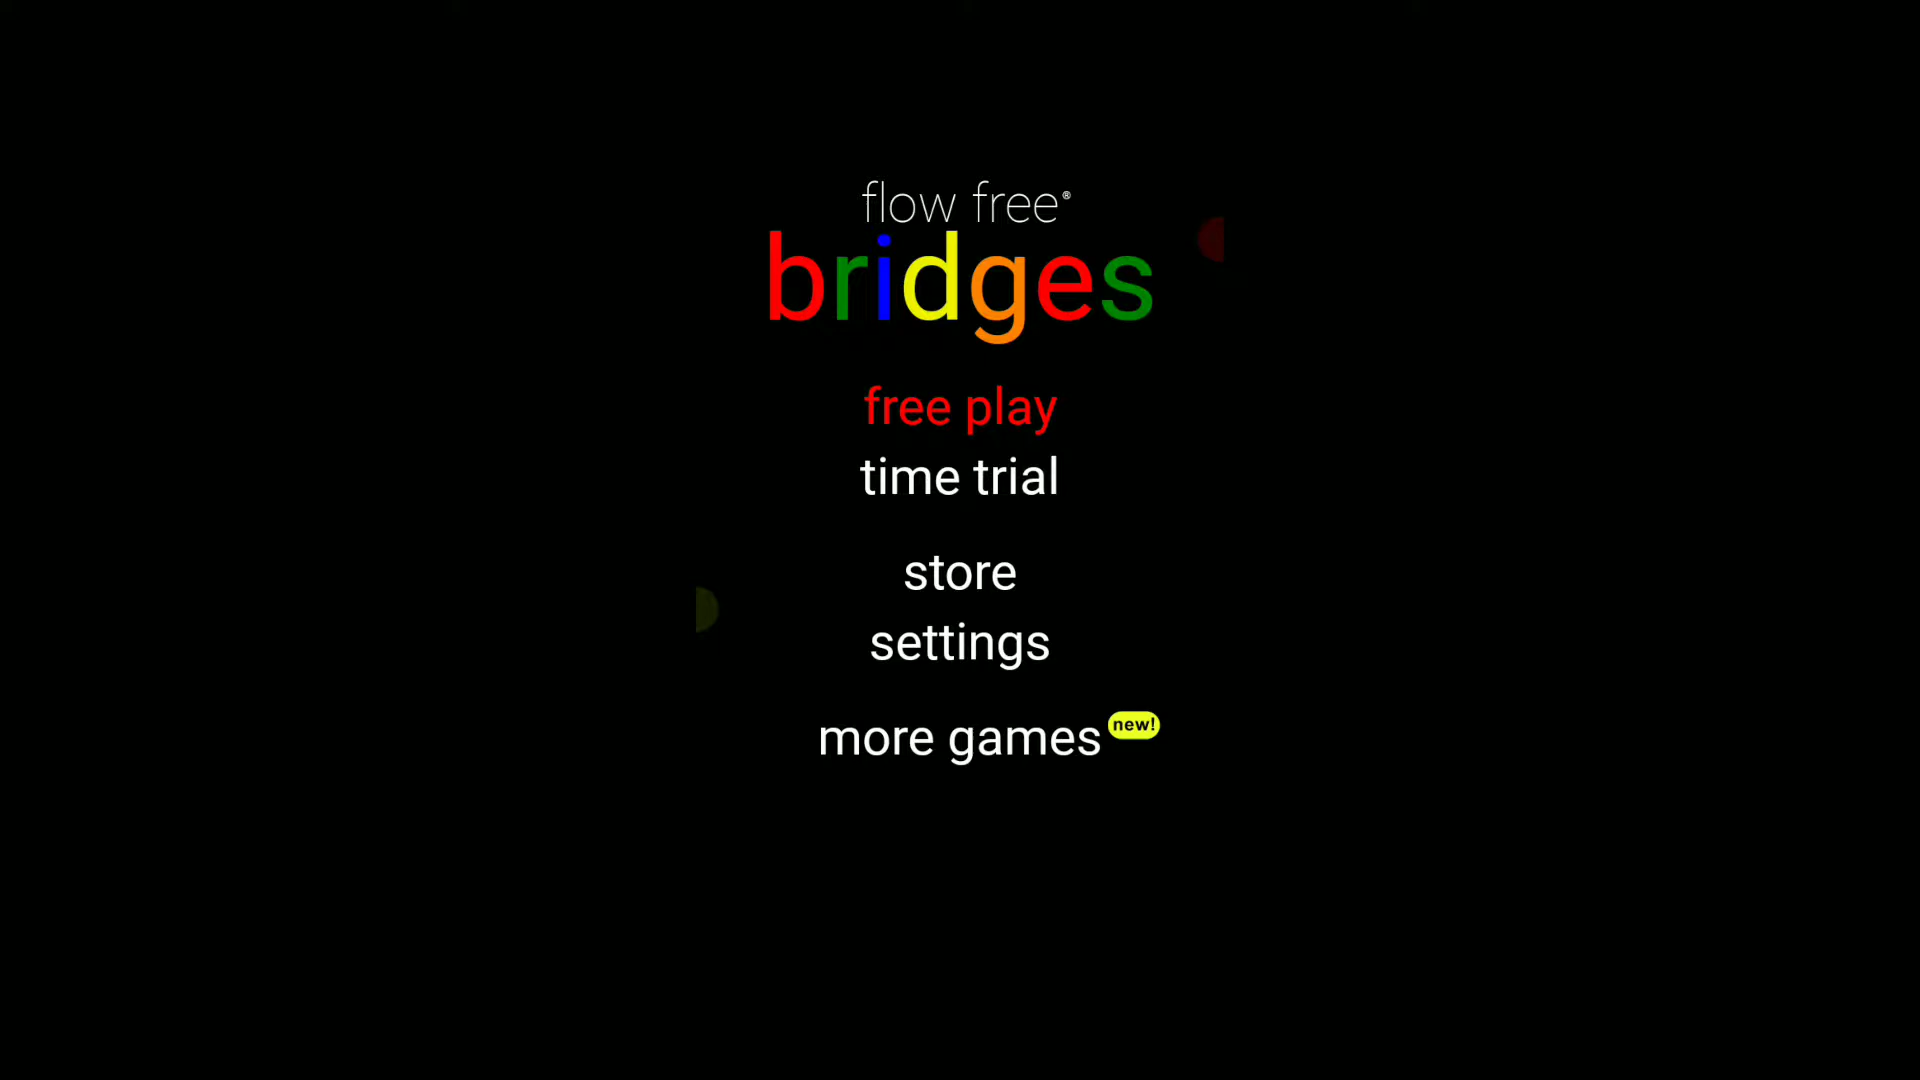 flow free®
bridges
free play
time trial
store
settings
more games new!